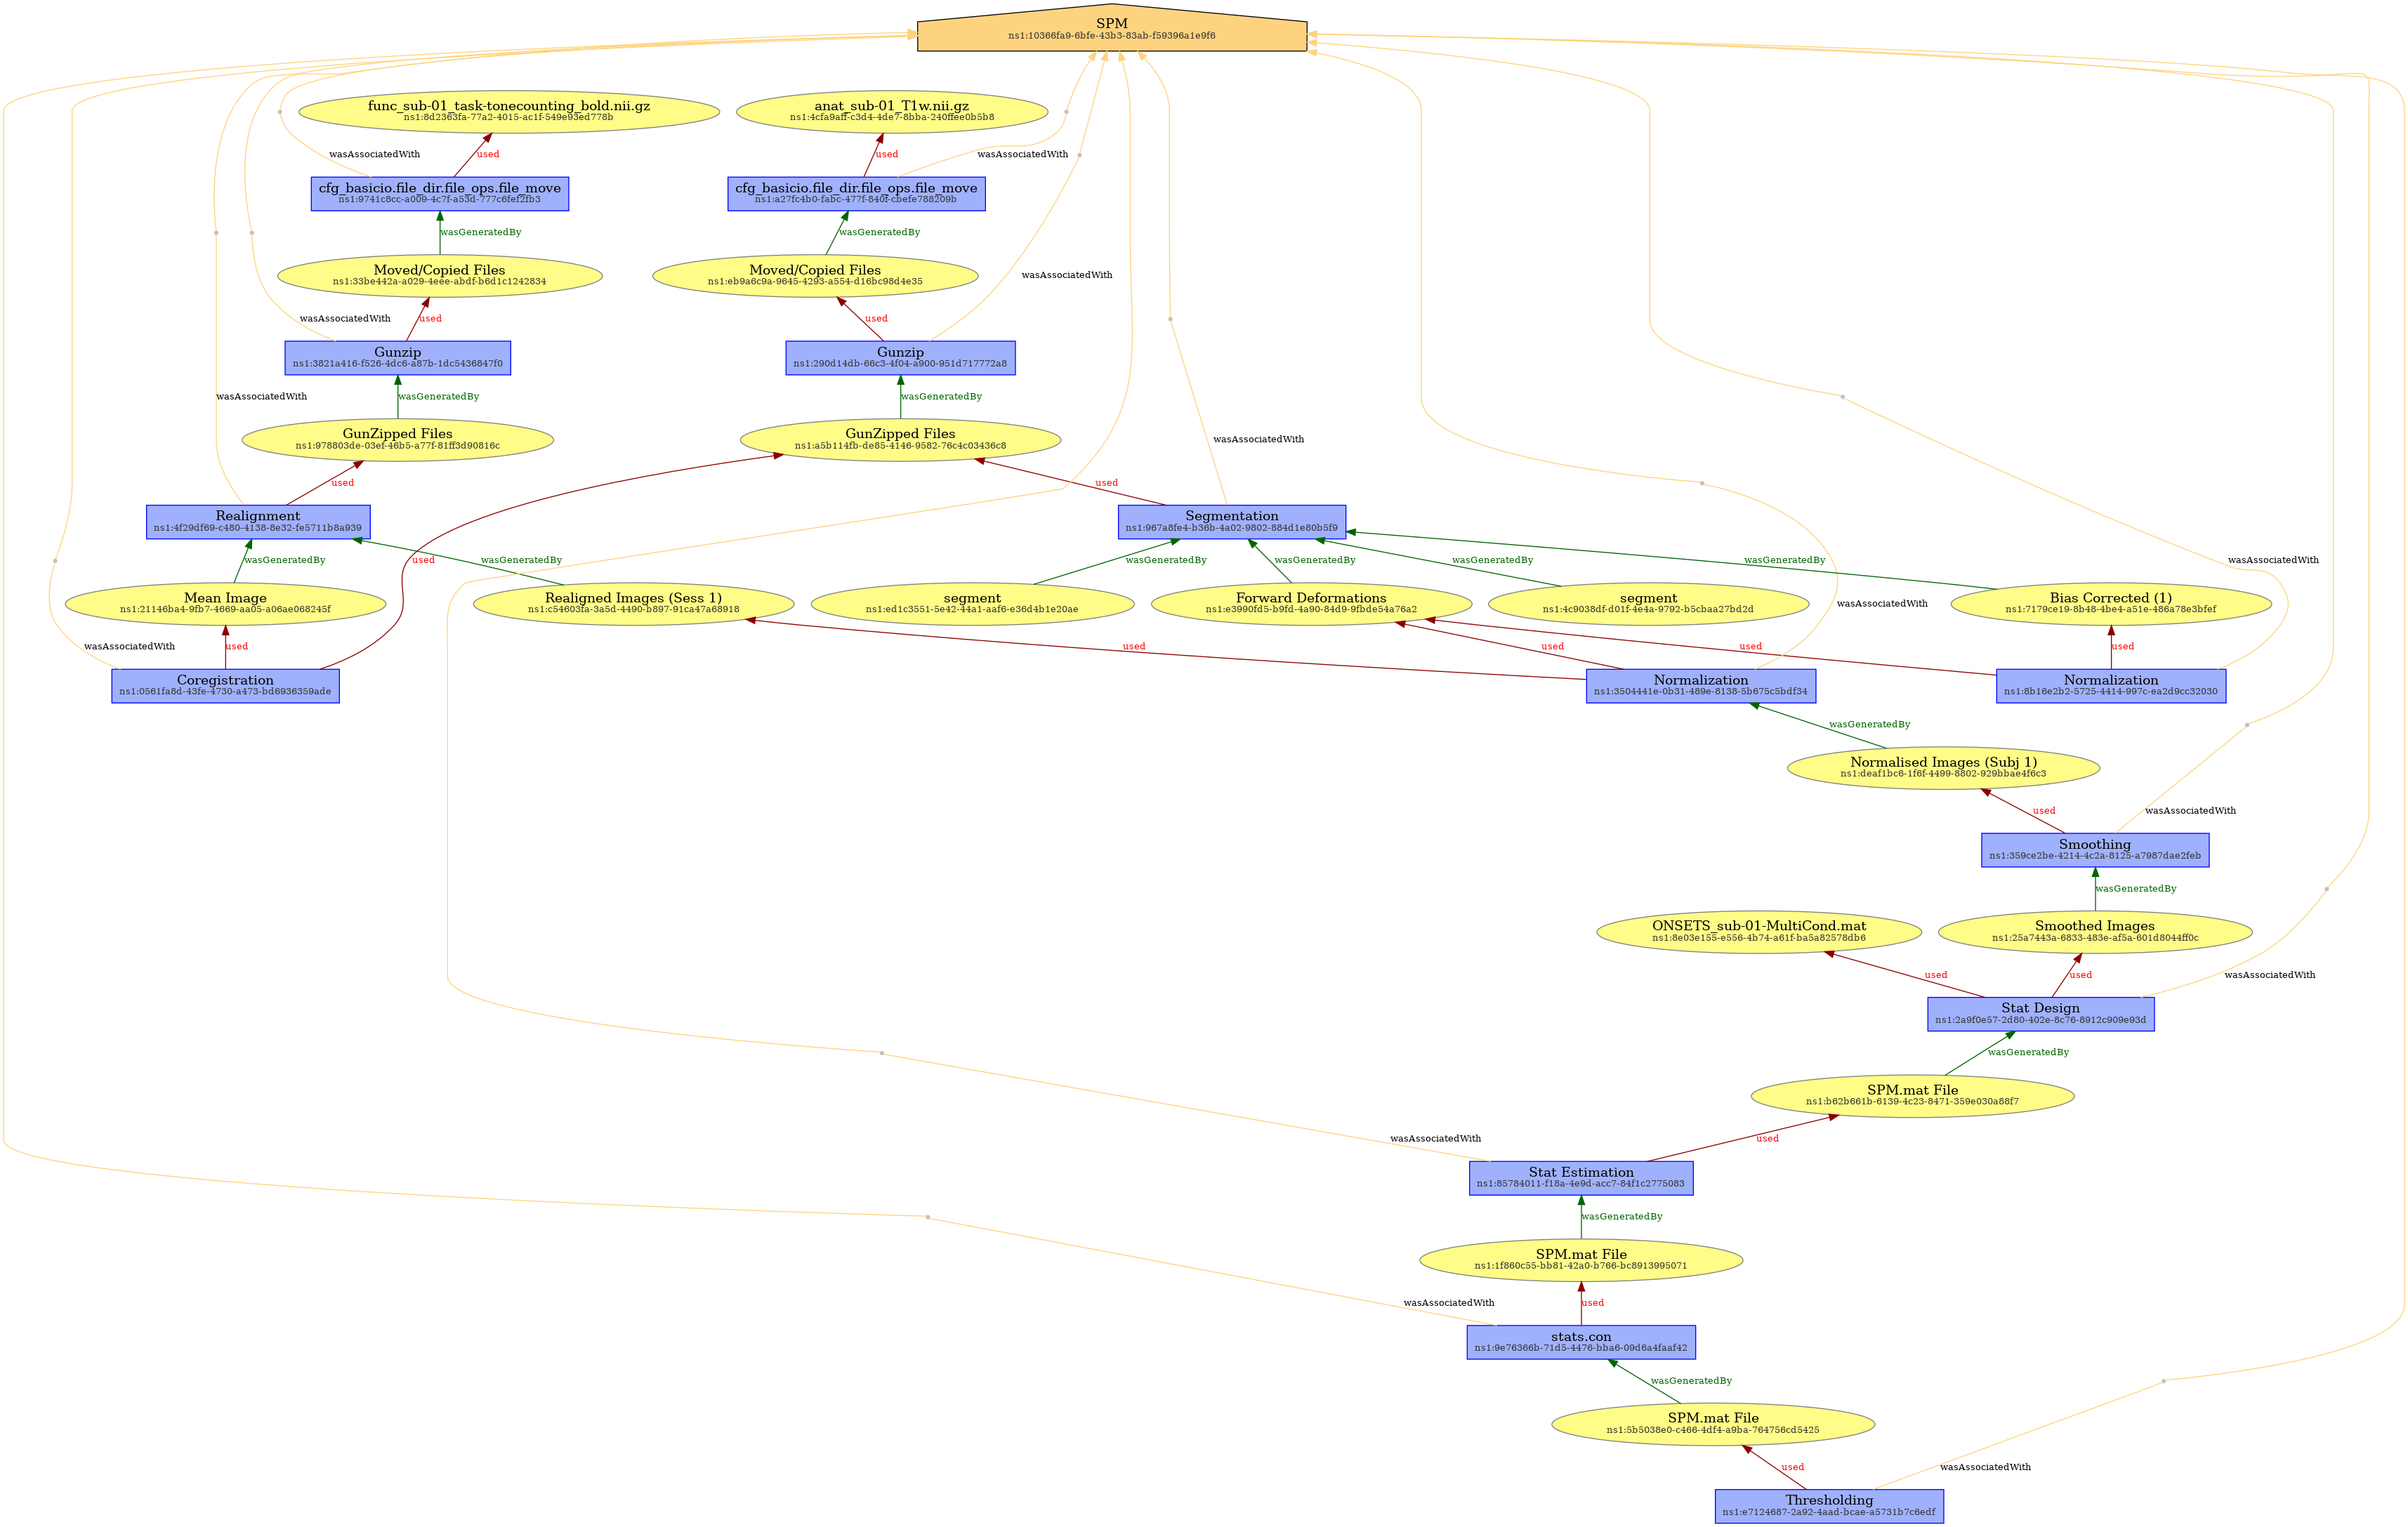 SPM
ns1:10366fa9-6bfe-43b3-83ab-f59396a1e9f6
func_sub-01_task-tonecounting_bold.nii.gz
ns1:8d2363fa-77a2-4015-ac1f-549e93ed778b
anat_sub-01_T1w.nii.gz
ns1:4cfa9aff-c3d4-4de7-8bba-240ffee0b5b8
wasAssociatedWith
used
used
wasAssociatedWith
cfg_basicio.file_dir.file_ops.file_move
ns1:9741c8cc-a009-4c7f-a53d-777c6fef2fb3
cfg_basicio.file_dir.file_ops.file_move
ns1:a27fc4b0-fabc-477f-840f-cbefe788209b
wasGeneratedBy
wasGeneratedBy
Moved/Copied Files
ns1:33be442a-a029-4eee-abdf-b6d1c1242834
Moved/Copied Files
ns1:eb9a6c9a-9645-4293-a554-d16bc98d4e35
wasAssociatedWith
wasAssociatedWith
used
used
Gunzip
ns1:3821a416-f526-4dc6-a87b-1dc5436847f0
Gunzip
ns1:290d14db-66c3-4f04-a900-951d717772a8
wasAssociatedWith
wasGeneratedBy
wasGeneratedBy
GunZipped Files
ns1:978803de-03ef-46b5-a77f-81ff3d90816c
GunZipped Files
ns1:a5b114fb-de85-4146-9582-76c4c03436c8
wasAssociatedWith
used
used
Realignment
ns1:4f29df69-c480-4138-8e32-fe5711b8a939
Segmentation
ns1:967a8fe4-b36b-4a02-9802-884d1e80b5f9
wasGeneratedBy
used
wasGeneratedBy
wasGeneratedBy
wasGeneratedBy
wasGeneratedBy
wasGeneratedBy
wasAssociatedWith
Mean Image
ns1:21146ba4-9fb7-4669-aa05-a06ae068245f
Realigned Images (Sess 1)
ns1:c54603fa-3a5d-4490-b897-91ca47a68918
segment
ns1:ed1c3551-5e42-44a1-aaf6-e36d4b1e20ae
Forward Deformations
ns1:e3990fd5-b9fd-4a90-84d9-9fbde54a76a2
segment
ns1:4c9038df-d01f-4e4a-9792-b5cbaa27bd2d
wasAssociatedWith
Bias Corrected (1)
ns1:7179ce19-8b48-4be4-a51e-486a78e3bfef
wasAssociatedWith
used
used
used
used
used
Coregistration
ns1:0561fa8d-43fe-4730-a473-bd6936359ade
Normalization
ns1:3504441e-0b31-489e-8138-5b675c5bdf34
Normalization
ns1:8b16e2b2-5725-4414-997c-ea2d9cc32030
wasGeneratedBy
Normalised Images (Subj 1)
ns1:deaf1bc6-1f6f-4499-8802-929bbae4f6c3
used
wasAssociatedWith
Smoothing
ns1:359ce2be-4214-4c2a-8125-a7987dae2feb
wasGeneratedBy
ONSETS_sub-01-MultiCond.mat
ns1:8e03e155-e556-4b74-a61f-ba5a82578db6
Smoothed Images
ns1:25a7443a-6833-483e-af5a-601d8044ff0c
used
used
wasAssociatedWith
Stat Design
ns1:2a9f0e57-2d80-402e-8c76-8912c909e93d
wasGeneratedBy
SPM.mat File
ns1:b62b661b-6139-4c23-8471-359e030a88f7
wasAssociatedWith
used
Stat Estimation
ns1:85784011-f18a-4e9d-acc7-84f1c2775083
wasGeneratedBy
SPM.mat File
ns1:1f860c55-bb81-42a0-b766-bc8913995071
wasAssociatedWith
used
stats.con
ns1:9e76366b-71d5-4476-bba6-09d6a4faaf42
wasGeneratedBy
SPM.mat File
ns1:5b5038e0-c466-4df4-a9ba-764756cd5425
used
wasAssociatedWith
Thresholding
ns1:e7124687-2a92-4aad-bcae-a5731b7c6edf